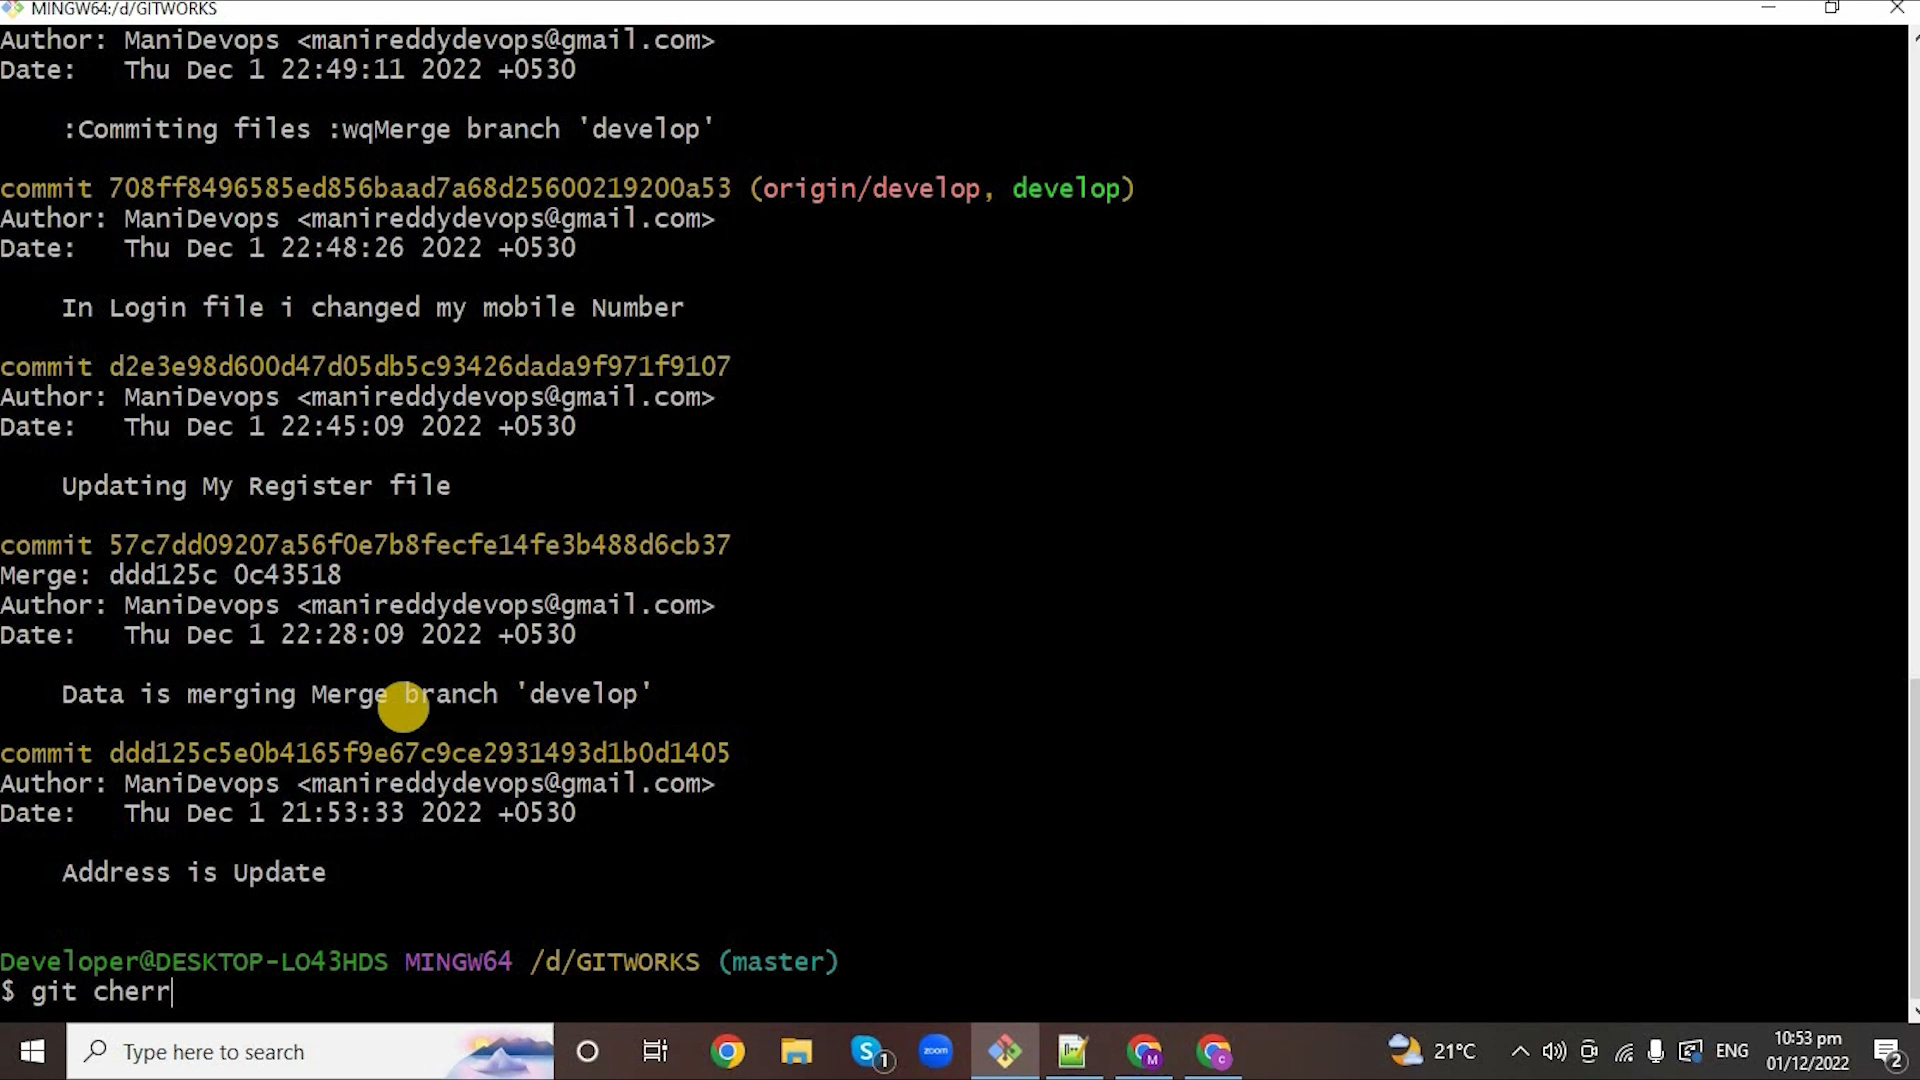 MINGW64:/d/GITWORKS
Author: ManiDevops <manireddydevops@gmail.com>
Date:   Thu Dec 1 22:49:11 2022 +0530
:Commiting files :wqMerge branch 'develop'
commit 708ff8496585ed856baad7a68d25600219200a53 (origin/develop, develop)
Author: ManiDevops <manireddydevops@gmail.com>
Date:   Thu Dec 1 22:48:26 2022 +0530
In Login file i changed my mobile Number
commit d2e3e98d600d47d05db5c93426dada9f971f9107
Author: ManiDevops <manireddydevops@gmail.com>
Date:   Thu Dec 1 22:45:09 2022 +0530
Updating My Register file
commit 57c7dd09207a56f0e7b8fecfe14fe3b488d6cb37
Merge: ddd125c 0c43518
Author: ManiDevops <manireddydevops@gmail.com>
Date:   Thu Dec 1 22:28:09 2022 +0530
Data is merging Merge branch 'develop'
commit ddd125c5e0b4165f9e67c9ce2931493d1b0d1405
Author: ManiDevops <manireddydevops@gmail.com>
Date:   Thu Dec 1 21:53:33 2022 +0530
Address is Update
Developer@DESKTOP-LO43HDS MINGW64 /d/GITWORKS (master)
$ git cherr
Type here to search
1
zoom
M
C
21°C
ENG
10:53 pm
01/12/2022
2